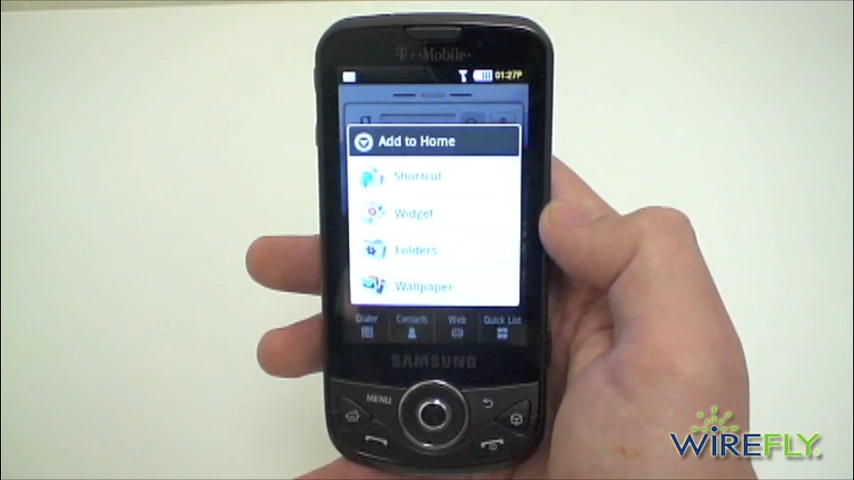 T··Mobile·
01:27P
Add to Home
Shortcut
Widget
Folders
Wallpaper
Dialer Contacts Web Quick List
SAMSUNG
MENU
WIREFLY.